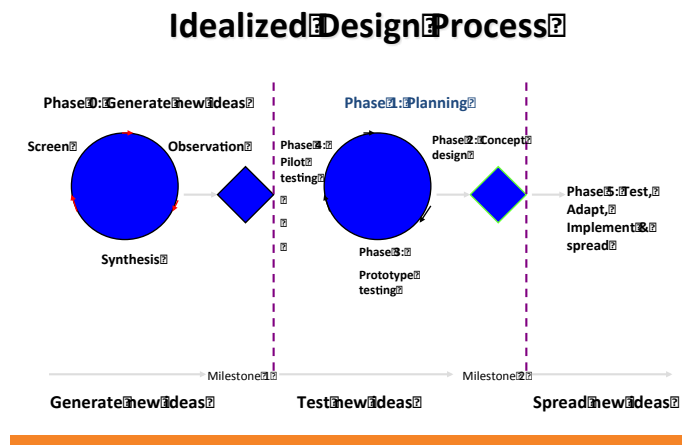 Idealized Design Process
Phase 0: Generate new ideas
Phase 1: Planning
Screen
Observation
Synthesis
Phase 4:
Pilot
testing
Phase 2: Concept
design
Phase 3:
Prototype
testing
Phase 5: Test,
Adapt,
Implement &
spread
Milestone 1
Milestone 2
Generate new ideas
Test new ideas
Spread new ideas